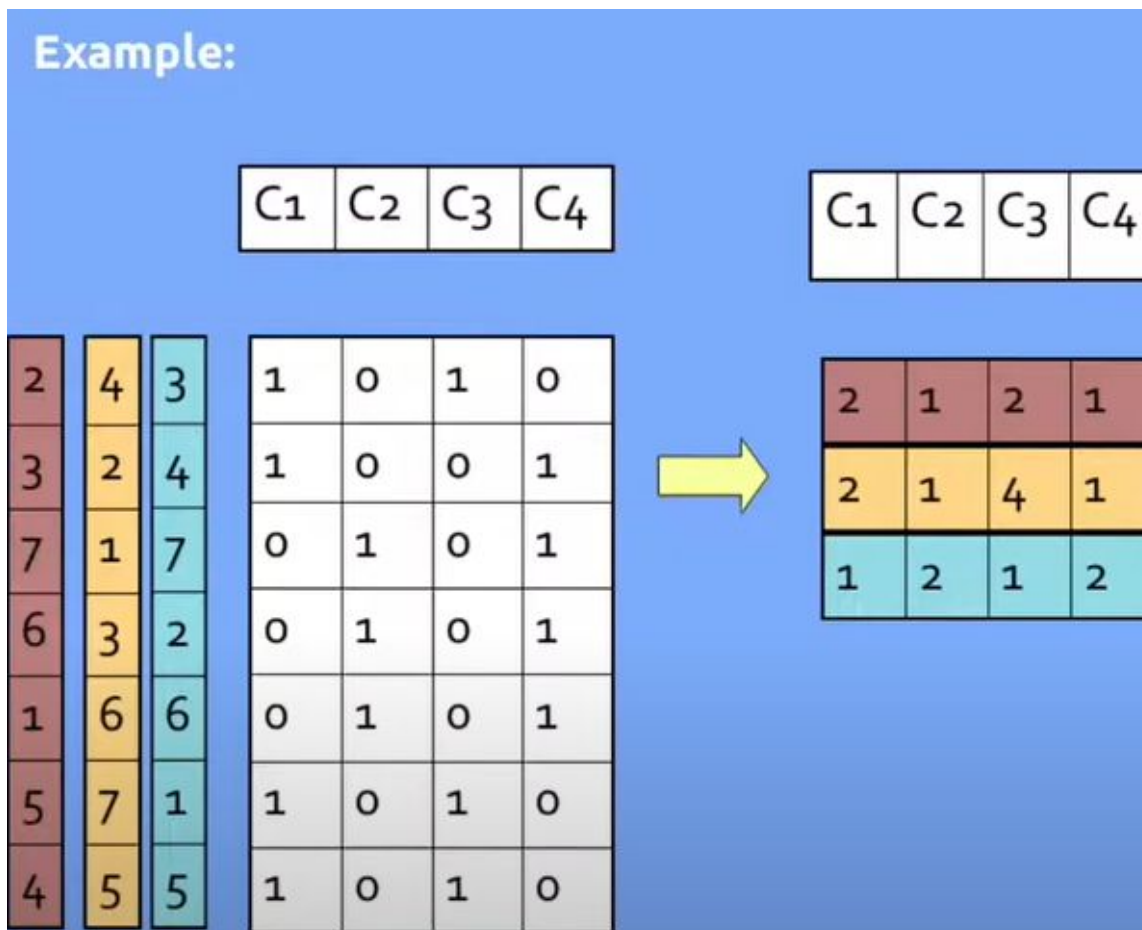 Example:
C1 C2 C3 C4 C1 C2 C3 C4
2 4 3 1 0 1 0 2 1 2 1
3 2 4 1 0 0 1 2 1 4 1
7 1 7 0 1 0 1 1 2 1 2
6 3 2 0 1 0 1
1 6 6 0 1 0 1
5 7 1 1 0 1 0
4 5 5 1 0 1 0